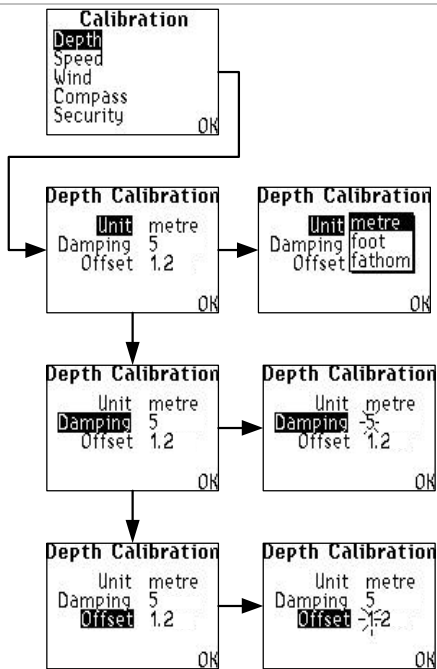 Calibration
Depth
Speed
Wind
Compass
Security
OK
Depth Calibration
Unit metre
Damping 5
Offset 1.2
OK
Depth Calibration
Unit metre
Damping foot
Offset fathom
OK
Depth Calibration
Unit metre
Damping 5
Offset 1.2
OK
Depth Calibration
Unit metre
Damping 5
Offset 1.2
OK
Depth Calibration
Unit metre
Damping 5
Offset 1.2
OK
Depth Calibration
Unit metre
Damping 5
Offset 1.2
OK